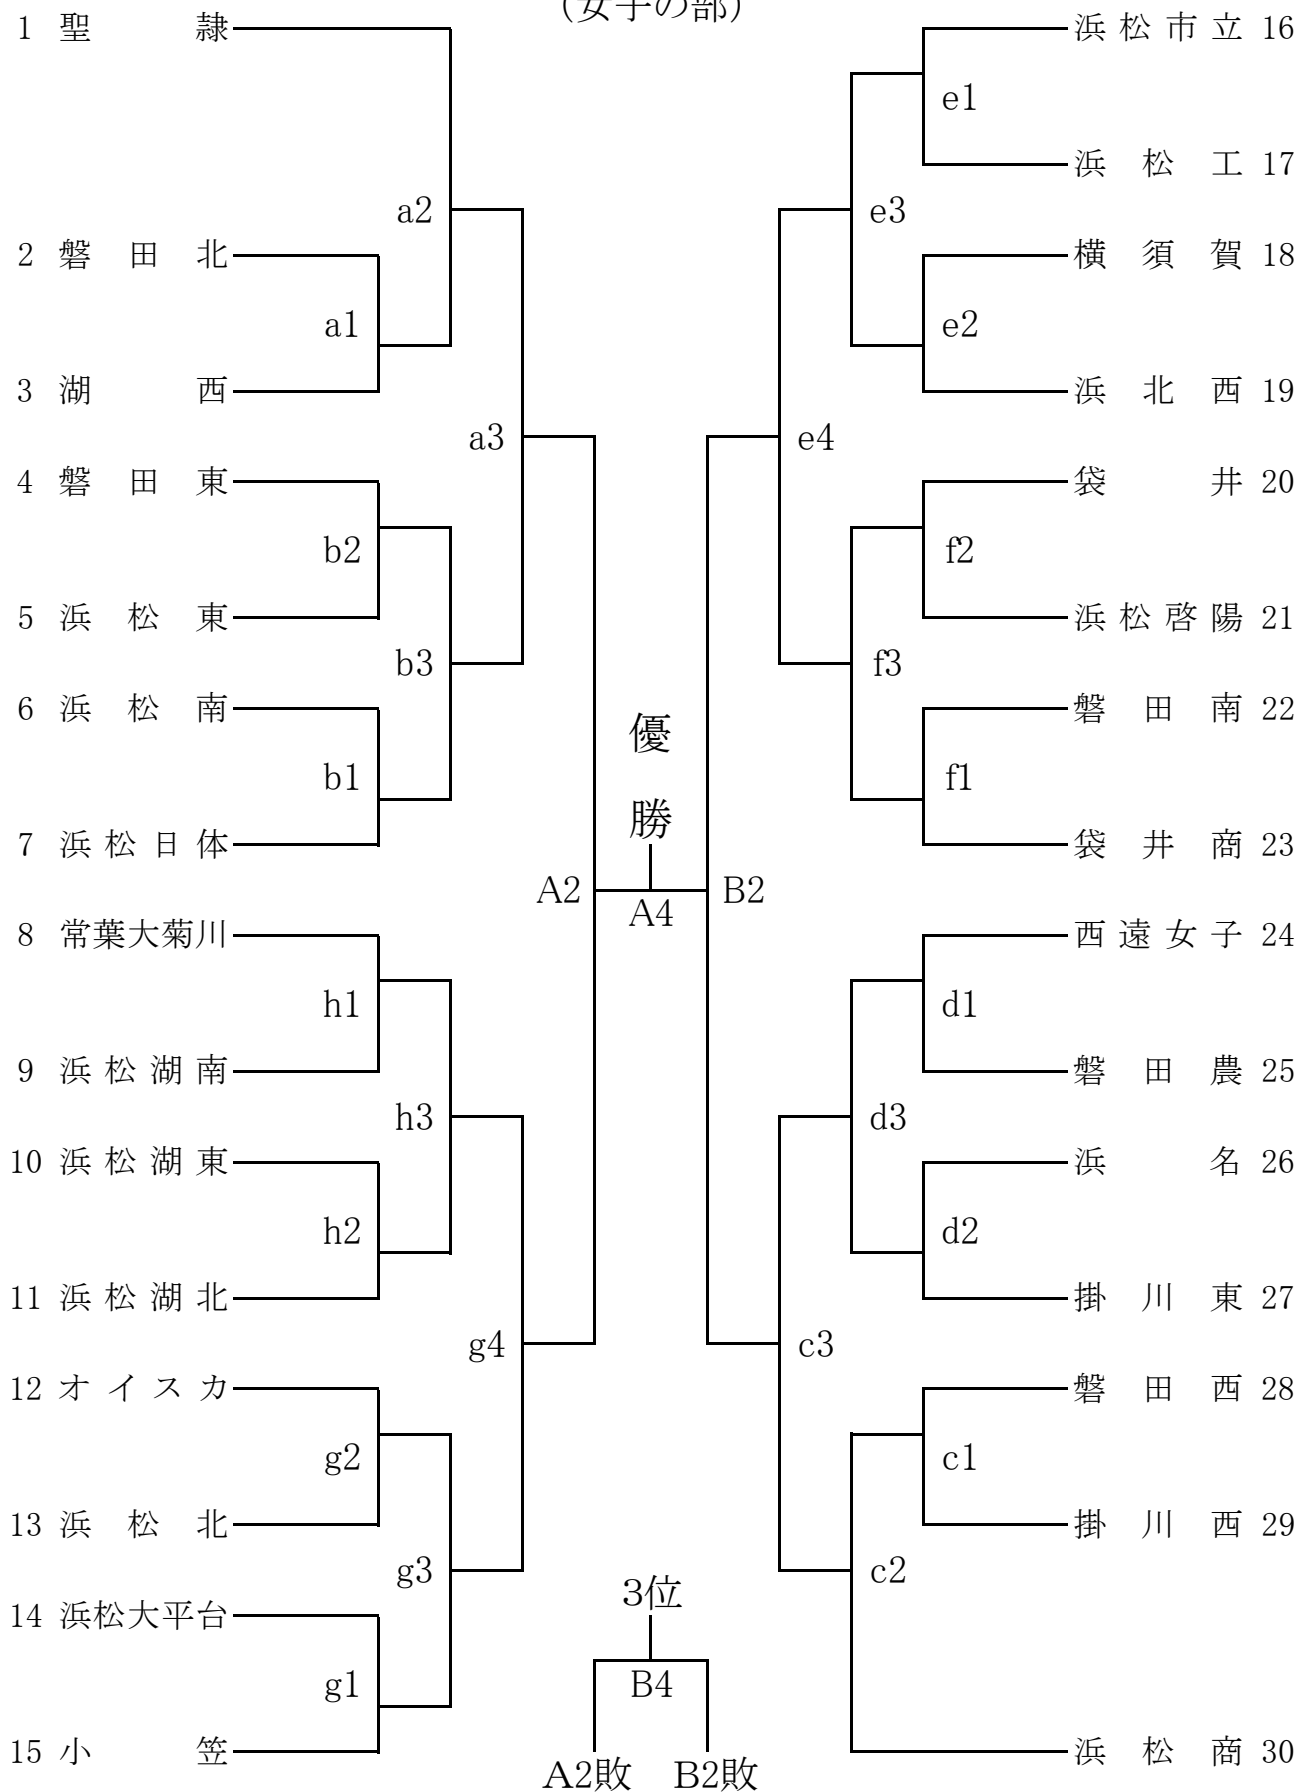 (女子の部)
1 聖隷
浜松市立 16
e1
浜松工 17
a2
e3
2 磐田北
横須賀 18
a1
e2
3 湖西
浜北西 19
a3
e4
4 磐田東
袋井 20
b2
f2
5 浜松東
浜松啓陽 21
b3
f3
6 浜松南
磐田南 22
優
勝
b1
f1
7 浜松日体
袋井商 23
A2
B2
A4
8 常葉大菊川
西遠女子 24
h1
d1
9 浜松湖南
磐田農 25
h3
d3
10 浜松湖東
浜名 26
h2
d2
11 浜松湖北
掛川東 27
g4
c3
12 オイスカ
磐田西 28
g2
c1
13 浜松北
掛川西 29
g3
c2
3位
14 浜松大平台
g1
B4
15 小笠
浜松商 30
A2敗 B2敗